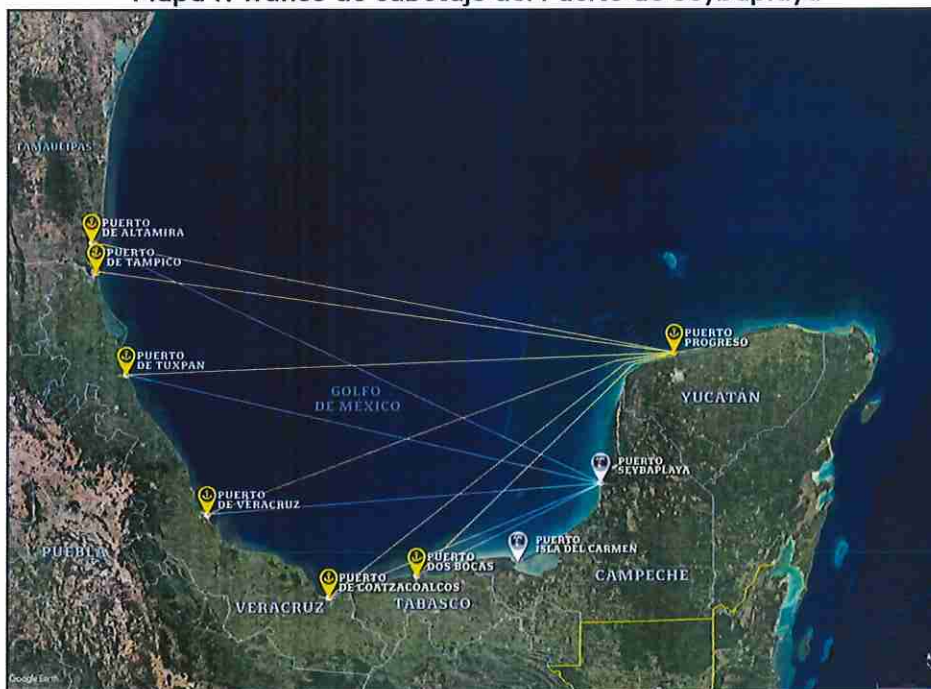 TAMAULIPAS
PUERTO
DE ALTAMIRA
PUERTO
DE TAMPICO
PUERTO
DE TUXPAN
PUERTO
PROGRESO
GOLFO
DE MÉXICO
YUCATÁN
PUERTO
SEYBAPLAYA
PUERTO
DE VERACRUZ
PUERTO
ISLA DEL CARMEN
PUEBLA
PUERTO
DOS BOCAS
PUERTO
DE COATZACOALCOS
CAMPECHE
VERACRUZ
TABASCO
Google Earth